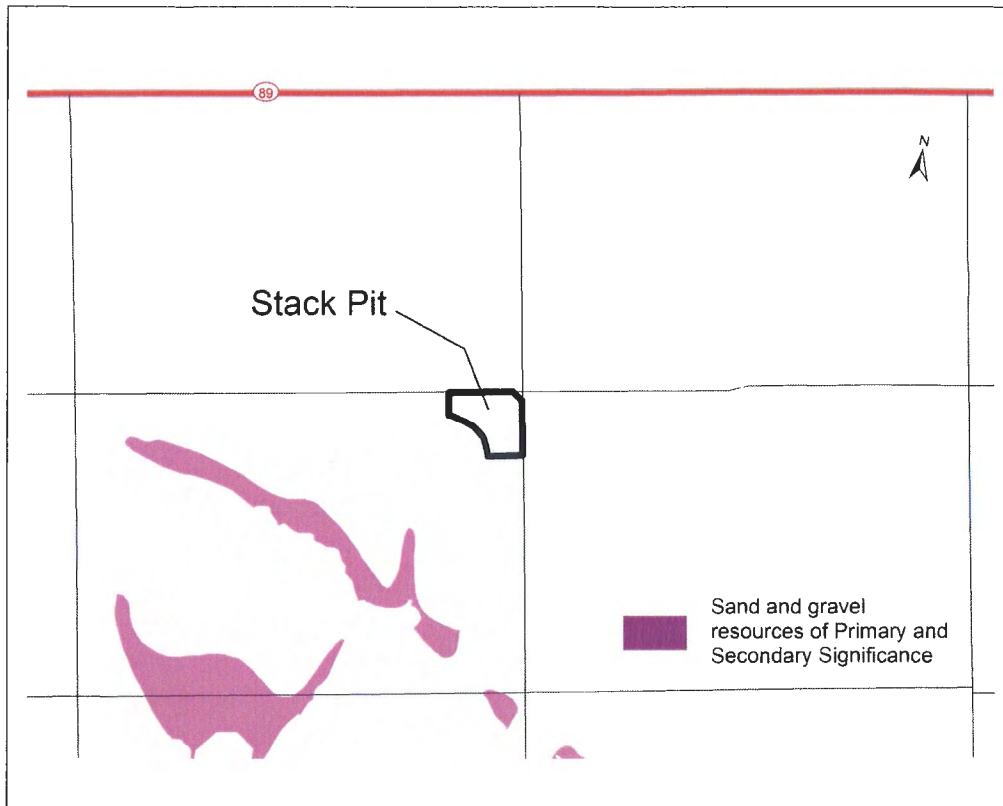 89
N
Stack Pit
Sand and gravel
resources of Primary and
Secondary Significance